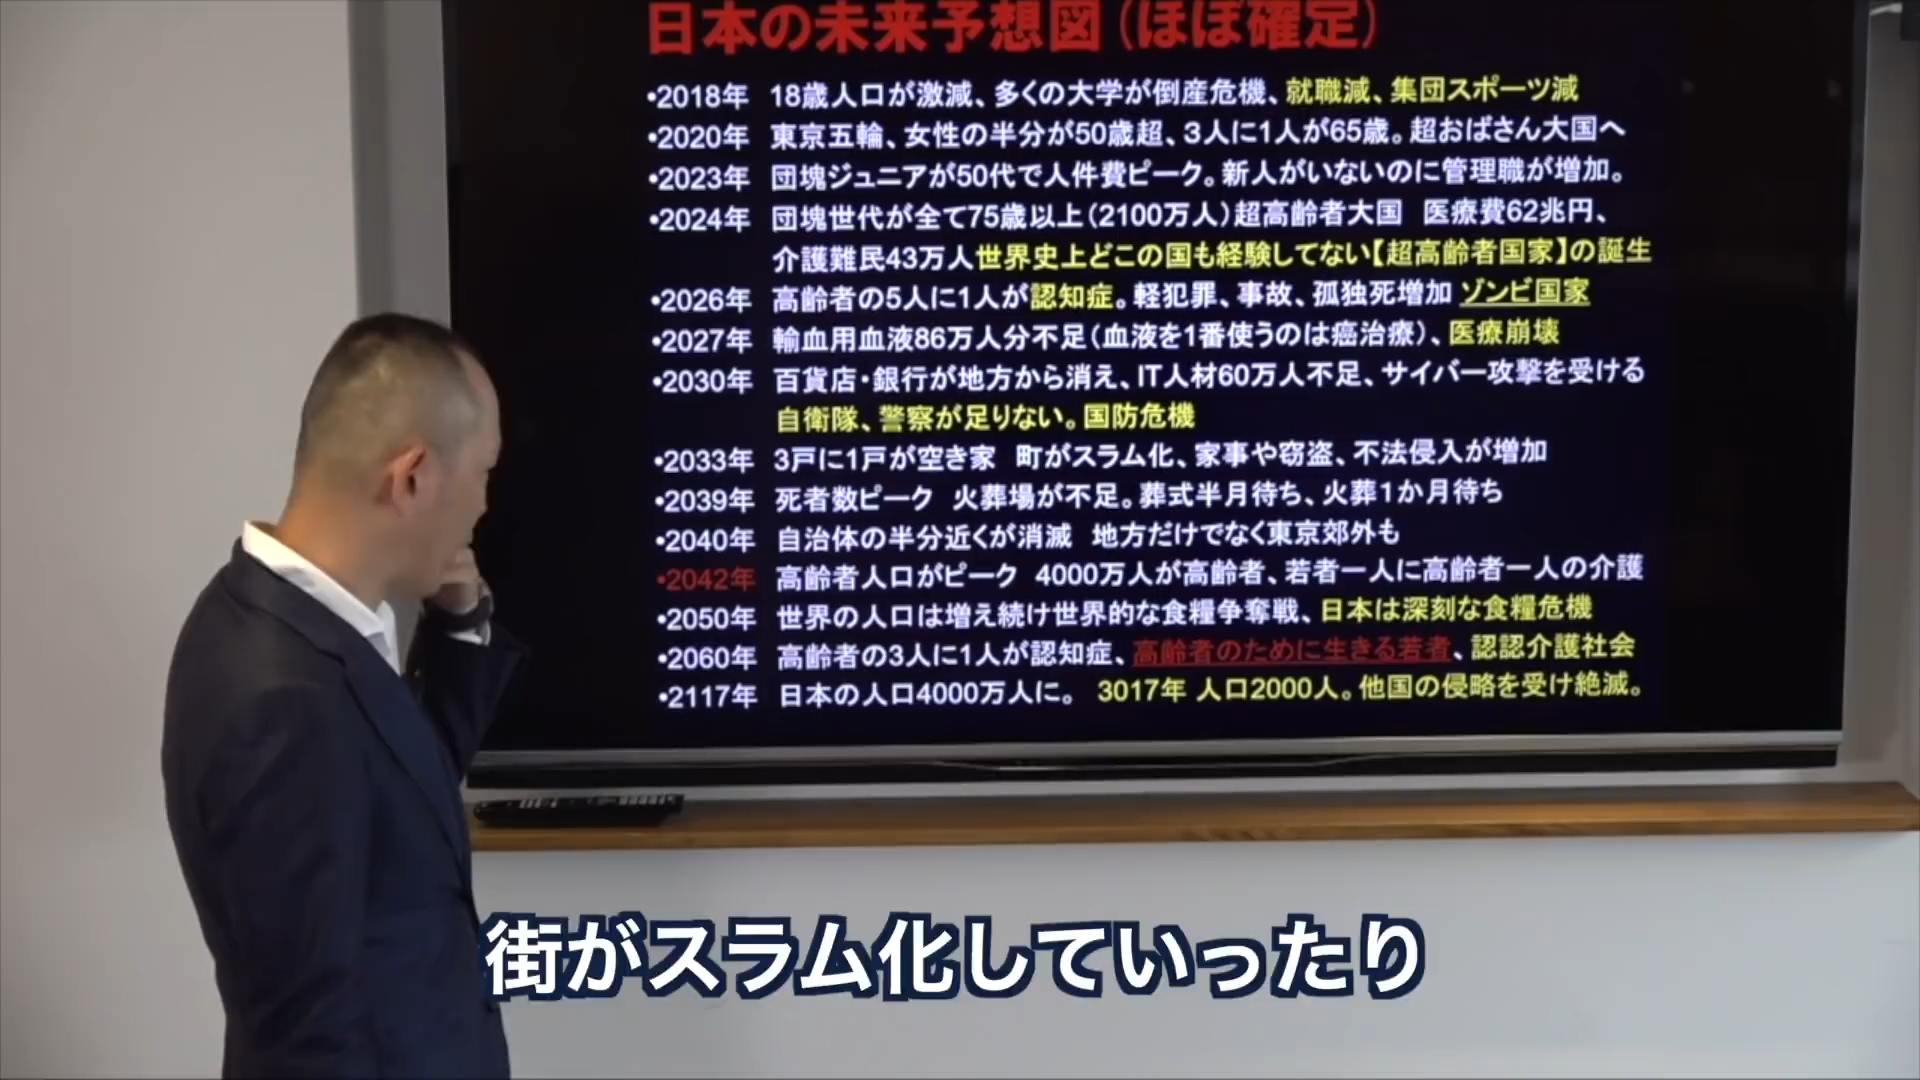 日本の未来予想図(ほぼ確定)
•2018年 18歳人口が激減、多くの大学が倒産危機、就職減、集団スポーツ減
•2020年 東京五輪、女性の半分が50歳超、3人に1人が65歳。超おばさん大国へ
•2023年 団塊ジュニアが50代で人件費ピーク。新人がいないのに管理職が増加。
•2024年 団塊世代が全て75歳以上(2100万人)超高齢者大国 医療費62兆円、
介護難民43万人世界史上どこの国も経験してない【超高齢者国家】の誕生
•2026年 高齢者の5人に1人が認知症。軽犯罪、事故、孤独死増加 ゾンビ国家
•2027年 輸血用血液86万人分不足(血液を1番使うのは癌治療)、医療崩壊
•2030年 百貨店・銀行が地方から消え、IT人材60万人不足、サイバー攻撃を受ける
自衛隊、警察が足りない。国防危機
•2033年 3戸に1戸が空き家 町がスラム化、家事や窃盗、不法侵入が増加
•2039年 死者数ピーク 火葬場が不足。葬式半月待ち、火葬1か月待ち
•2040年 自治体の半分近くが消滅 地方だけでなく東京郊外も
•2042年 高齢者人口がピーク 4000万人が高齢者、若者一人に高齢者一人の介護
•2050年 世界の人口は増え続け世界的な食糧争奪戦、日本は深刻な食糧危機
•2060年 高齢者の3人に1人が認知症、高齢者のために生きる若者、認認介護社会
•2117年 日本の人口4000万人に。 3017年 人口2000人。他国の侵略を受け絶滅。
街がスラム化していったり